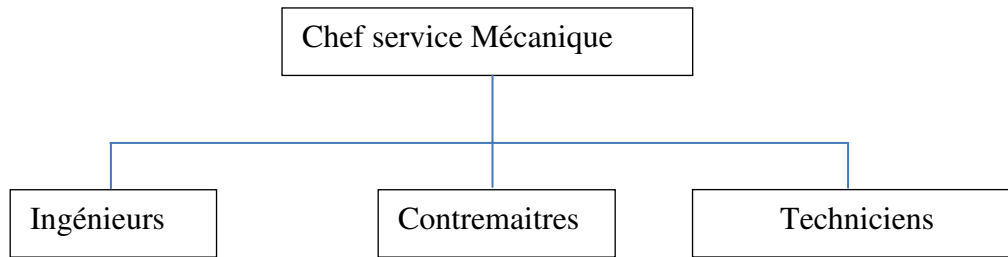 Chef service Mécanique
Ingénieurs
Contremaitres
Techniciens